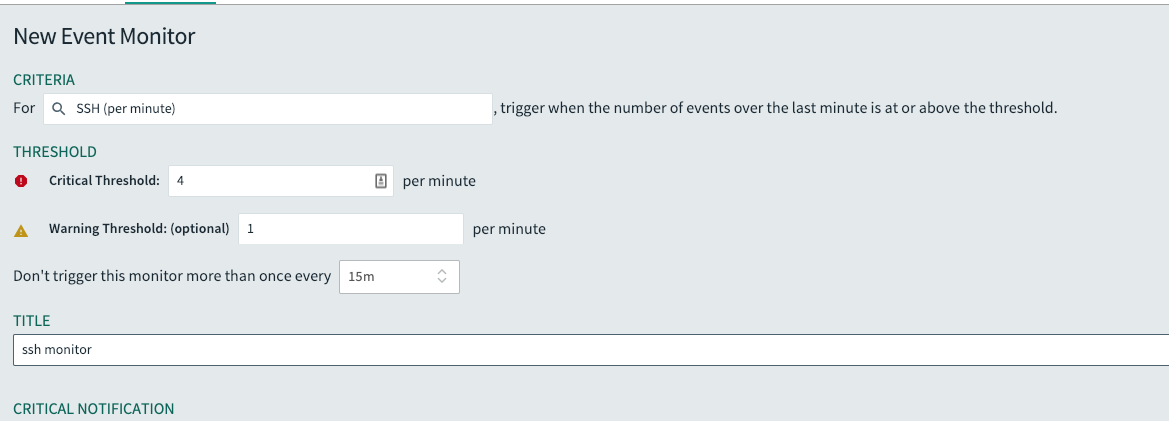 New Event Monitor
CRITERIA
For SSH (per minute), trigger when the number of events over the last minute is at or above the threshold.
THRESHOLD
Critical Threshold: 4 per minute
Warning Threshold: (optional) 1 per minute
Don't trigger this monitor more than once every 15m
TITLE
ssh monitor
CRITICAL NOTIFICATION